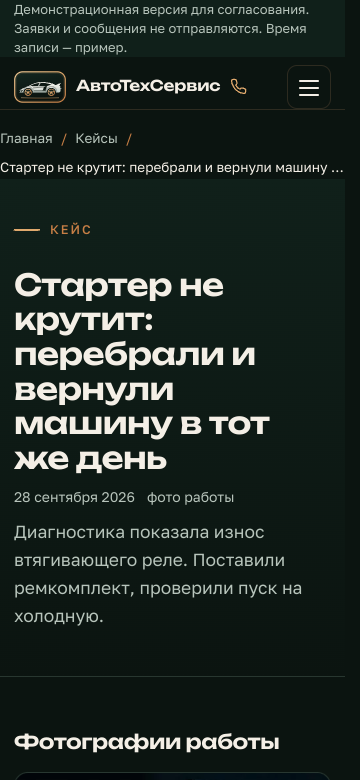 Демонстрационная версия для согласования.
Заявки и сообщения не отправляются. Время
записи — пример.
АвтоТехСервис
Главная / Кейсы /
Стартер не крутит: перебрали и вернули машину ...
КЕЙС
Стартер не
крутит:
перебрали и
вернули
машину в тот
же день
28 сентября 2026 фото работы
Диагностика показала износ
втягивающего реле. Поставили
ремкомплект, проверили пуск на
холодную.
Фотографии работы